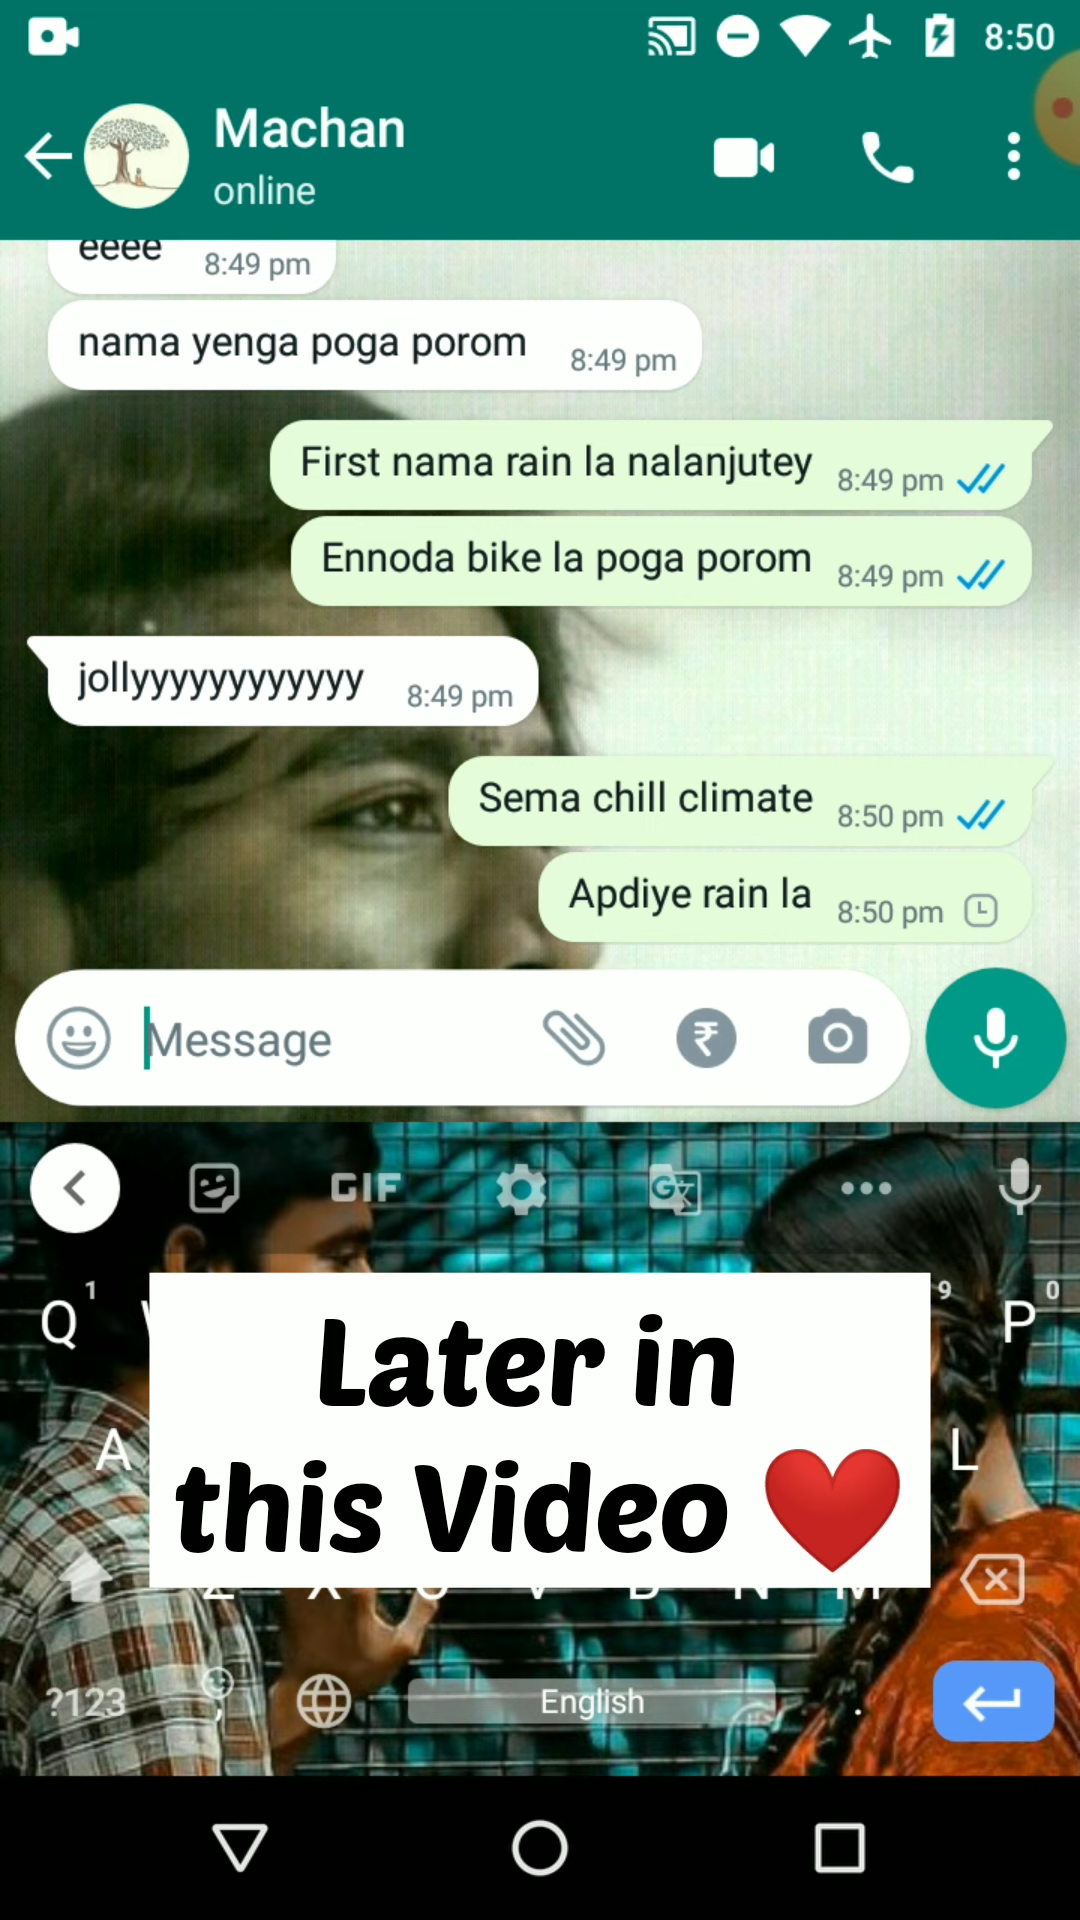 8:50
Machan
online
eeee 8:49 pm
nama yenga poga porom 8:49 pm
First nama rain la nalanjutey 8:49 pm
Ennoda bike la poga porom 8:49 pm
jollyyyyyyyyyyyy 8:49 pm
Sema chill climate 8:50 pm
Apdiye rain la 8:50 pm
Message
GIF
Q 1 9 P 0
Later in
A L
this Video ❤️
Z X C V B N M
?123 , English .